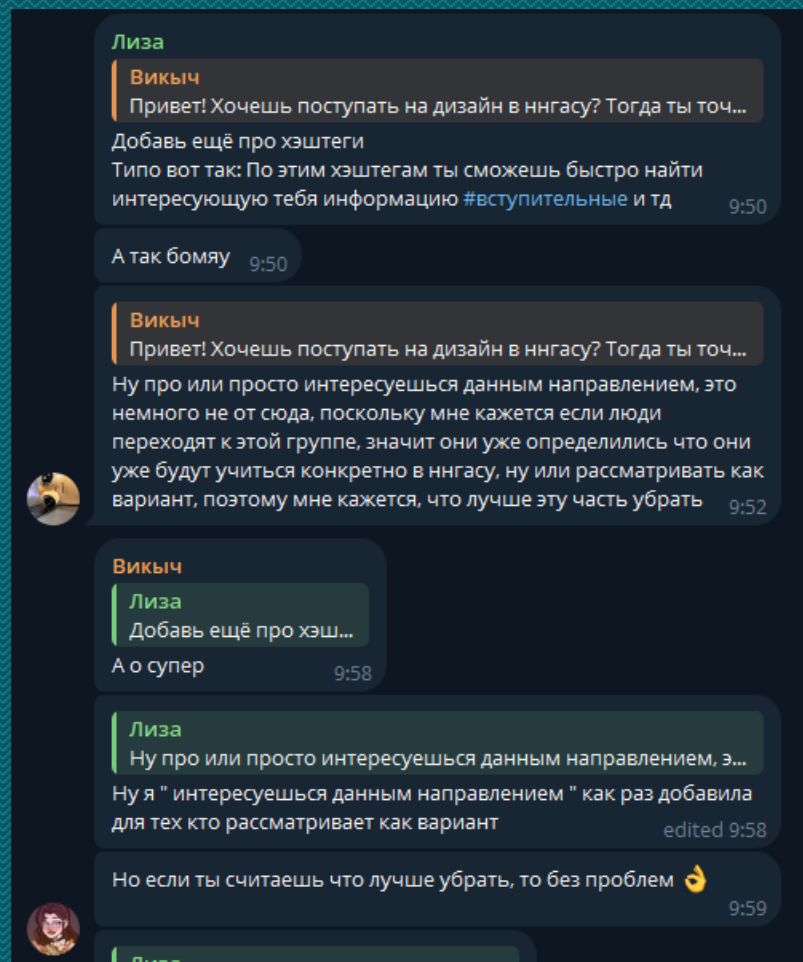 Лиза
Викыч
Привет! Хочешь поступать на дизайн в ннгасу? Тогда ты точ...
Добавь ещё про хэштеги
Типо вот так: По этим хэштегам ты сможешь быстро найти
интересующую тебя информацию #вступительные и тд
9:50
А так бомяу 9:50
Викыч
Привет! Хочешь поступать на дизайн в ннгасу? Тогда ты точ...
Ну про или просто интересуешься данным направлением, это
немного не от сюда, поскольку мне кажется если люди
переходят к этой группе, значит они уже определились что они
уже будут учиться конкретно в ннгасу, ну или рассматривать как
вариант, поэтому мне кажется, что лучше эту часть убрать
9:52
Викыч
Лиза
Добавь ещё про хэш...
А о супер
9:58
Лиза
Ну про или просто интересуешься данным направлением, э...
Ну я " интересуешься данным направлением " как раз добавила
для тех кто рассматривает как вариант
edited 9:58
Но если ты считаешь что лучше убрать, то без проблем 👌
9:59
Лиза